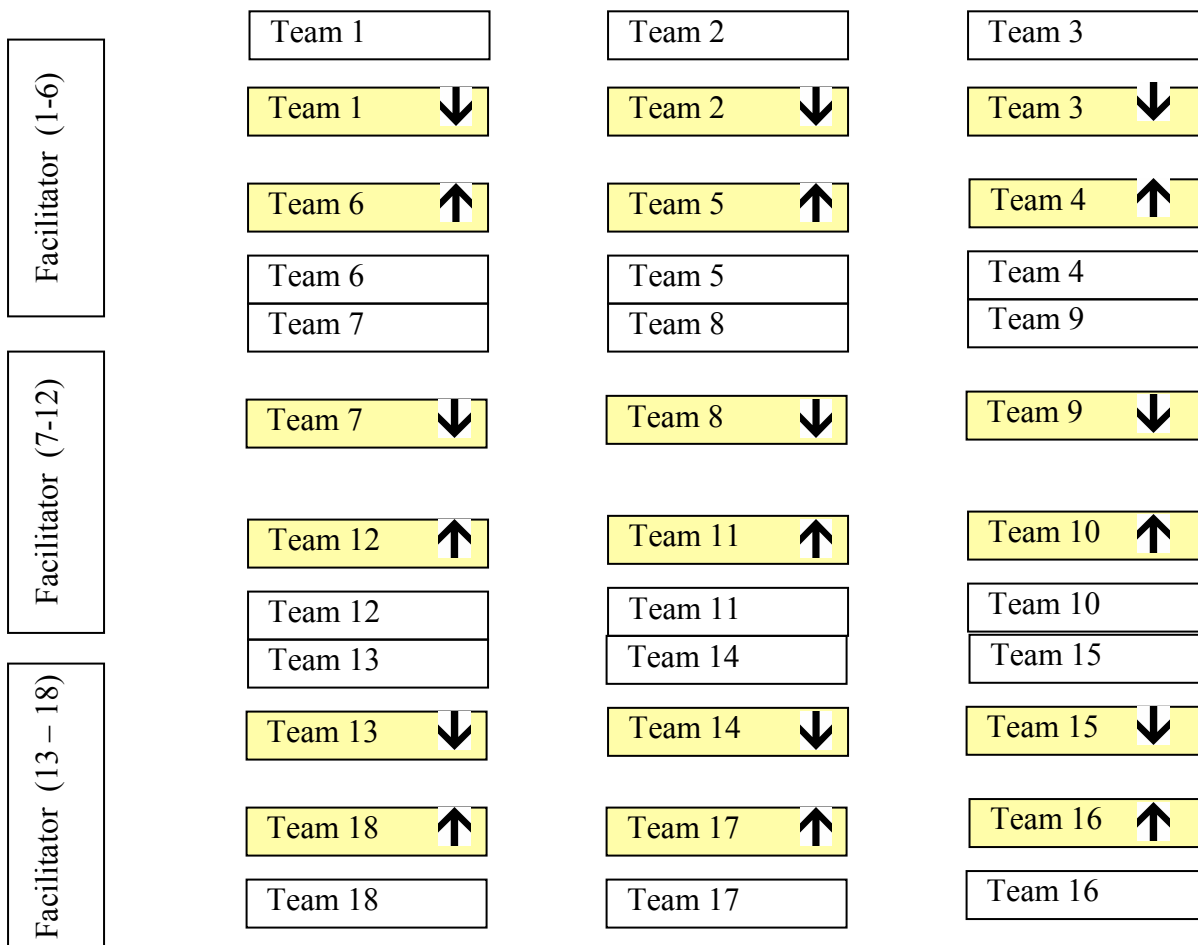 Facilitator (1-6)
Team 1 Team 2 Team 3
Team 1 Team 2 Team 3
Team 6 Team 5 Team 4
Team 6 Team 5 Team 4
Team 7 Team 8 Team 9
Facilitator (7-12)
Team 7 Team 8 Team 9
Team 12 Team 11 Team 10
Team 12 Team 11 Team 10
Team 13 Team 14 Team 15
Facilitator (13 – 18)
Team 13 Team 14 Team 15
Team 18 Team 17 Team 16
Team 18 Team 17 Team 16